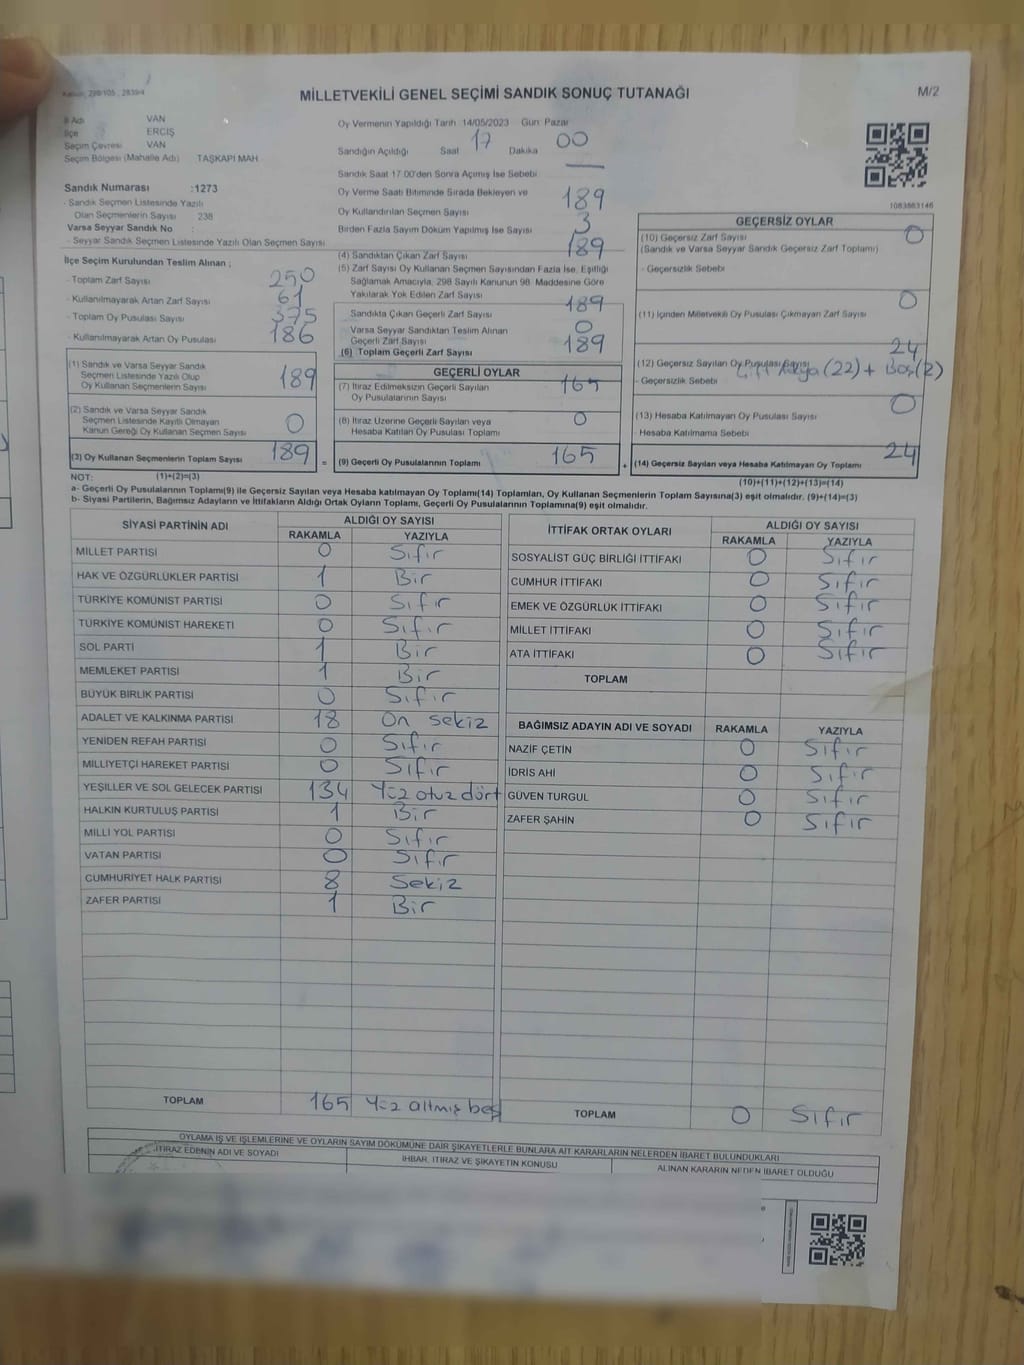 MİLLETVEKİLİ GENEL SEÇİMİ SANDIK SONUÇ TUTANAĞI
M/2
İl Adı VAN
İlçe ERCİŞ
Seçim Çevresi VAN
Seçim Bölgesi (Mahalle Adı) TAŞKAPI MAH.
Sandık Numarası :1273
- Sandık Seçmen Listesinde Yazılı
Olan Seçmenlerin Sayısı 238
Varsa Seyyar Sandık No
- Seyyar Sandık Seçmen Listesinde Yazılı Olan Seçmen Sayısı
İlçe Seçim Kurulundan Teslim Alınan ;
- Toplam Zarf Sayısı 250
- Kullanılmayarak Artan Zarf Sayısı 61
- Toplam Oy Pusulası Sayısı 375
- Kullanılmayarak Artan Oy Pusulası 186
(1) Sandık ve Varsa Seyyar Sandık
Seçmen Listesinde Yazılı Olup
Oy Kullanan Seçmenlerin Sayısı 189
(2) Sandık ve Varsa Seyyar Sandık
Seçmen Listesinde Kayıtlı Olmayan
Kanun Gereği Oy Kullanan Seçmen Sayısı 0
(3) Oy Kullanan Seçmenlerin Toplam Sayısı 189 =
Oy Vermenin Yapıldığı Tarih 14/05/2023 Gün: Pazar
Sandığın Açıldığı Saat 17 Dakika 00
Sandık Saat 17.00'den Sonra Açımış İse Sebebi —
Oy Verme Saati Bitiminde Sırada Bekleyen ve
Oy Kullandırılan Seçmen Sayısı 189
Birden Fazla Sayım Döküm Yapılmış İse Sayısı 3
(4) Sandıktan Çıkan Zarf Sayısı 189
(5) Zarf Sayısı Oy Kullanan Seçmen Sayısından Fazla İse, Eşitliği
Sağlamak Amacıyla, 298 Sayılı Kanunun 98. Maddesine Göre
Yakılarak Yok Edilen Zarf Sayısı
Sandıkta Çıkan Geçerli Zarf Sayısı 189
Varsa Seyyar Sandıktan Teslim Alınan
Geçerli Zarf Sayısı 0
(6) Toplam Geçerli Zarf Sayısı 189
GEÇERLİ OYLAR
(7) İtiraz Edilmeksizin Geçerli Sayılan
Oy Pusulalarının Sayısı 165
(8) İtiraz Üzerine Geçerli Sayılan veya
Hesaba Katılan Oy Pusulası Toplamı 0
(9) Geçerli Oy Pusulalarının Toplamı 165 +
1083863146
GEÇERSİZ OYLAR
(10) Geçersiz Zarf Sayısı 0
(Sandık ve Varsa Seyyar Sandık Geçersiz Zarf Toplamı)
- Geçersizlik Sebebi
(11) İçinden Milletvekili Oy Pusulası Çıkmayan Zarf Sayısı 0
(12) Geçersiz Sayılan Oy Pusulası Sayısı 24
- Geçersizlik Sebebi (22) + Boş(2)
(13) Hesaba Katılmayan Oy Pusulası Sayısı 0
- Hesaba Katılmama Sebebi
(14) Geçersiz Sayılan veya Hesaba Katılmayan Oy Toplamı 24
NOT: (1)+(2)=(3) (10)+(11)+(12)+(13)=(14)
a- Geçerli Oy Pusulalarının Toplamı(9) ile Geçersiz Sayılan veya Hesaba katılmayan Oy Toplamı(14) Toplamları, Oy Kullanan Seçmenlerin Toplam Sayısına(3) eşit olmalıdır. (9)+(14)=(3)
b- Siyasi Partilerin, Bağımsız Adayların ve İttifakların Aldığı Ortak Oyların Toplamı, Geçerli Oy Pusulalarının Toplamına(9) eşit olmalıdır.
SİYASİ PARTİNİN ADI ALDIĞI OY SAYISI
RAKAMLA YAZIYLA
MİLLET PARTİSİ 0 Sıfır
HAK VE ÖZGÜRLÜKLER PARTİSİ 1 Bir
TÜRKİYE KOMÜNİST PARTİSİ 0 Sıfır
TÜRKİYE KOMÜNİST HAREKETİ 0 Sıfır
SOL PARTİ 1 Bir
MEMLEKET PARTİSİ 1 Bir
BÜYÜK BİRLİK PARTİSİ 0 Sıfır
ADALET VE KALKINMA PARTİSİ 18 On sekiz
YENİDEN REFAH PARTİSİ 0 Sıfır
MİLLİYETÇİ HAREKET PARTİSİ 0 Sıfır
YEŞİLLER VE SOL GELECEK PARTİSİ 134 Yüz otuz dört
HALKIN KURTULUŞ PARTİSİ 1 Bir
MİLLİ YOL PARTİSİ 0 Sıfır
VATAN PARTİSİ 0 Sıfır
CUMHURİYET HALK PARTİSİ 8 Sekiz
ZAFER PARTİSİ 1 Bir
TOPLAM 165 Yüz altmış beş
İTTİFAK ORTAK OYLARI ALDIĞI OY SAYISI
RAKAMLA YAZIYLA
SOSYALİST GÜÇ BİRLİĞİ İTTİFAKI 0 Sıfır
CUMHUR İTTİFAKI 0 Sıfır
EMEK VE ÖZGÜRLÜK İTTİFAKI 0 Sıfır
MİLLET İTTİFAKI 0 Sıfır
ATA İTTİFAKI 0 Sıfır
TOPLAM
BAĞIMSIZ ADAYIN ADI VE SOYADI RAKAMLA YAZIYLA
NAZİF ÇETİN 0 Sıfır
İDRİS AHİ 0 Sıfır
GÜVEN TURGUL 0 Sıfır
ZAFER ŞAHİN 0 Sıfır
TOPLAM 0 Sıfır
OYLAMA İŞ VE İŞLEMLERİNE VE OYLARIN SAYIM DÖKÜMÜNE DAİR ŞİKAYETLERLE BUNLARA AİT KARARLARIN NELERDEN İBARET BULUNDUKLARI
İTİRAZ EDENİN ADI VE SOYADI İHBAR, İTİRAZ VE ŞİKAYETİN KONUSU ALINAN KARARIN NEDEN İBARET OLDUĞU